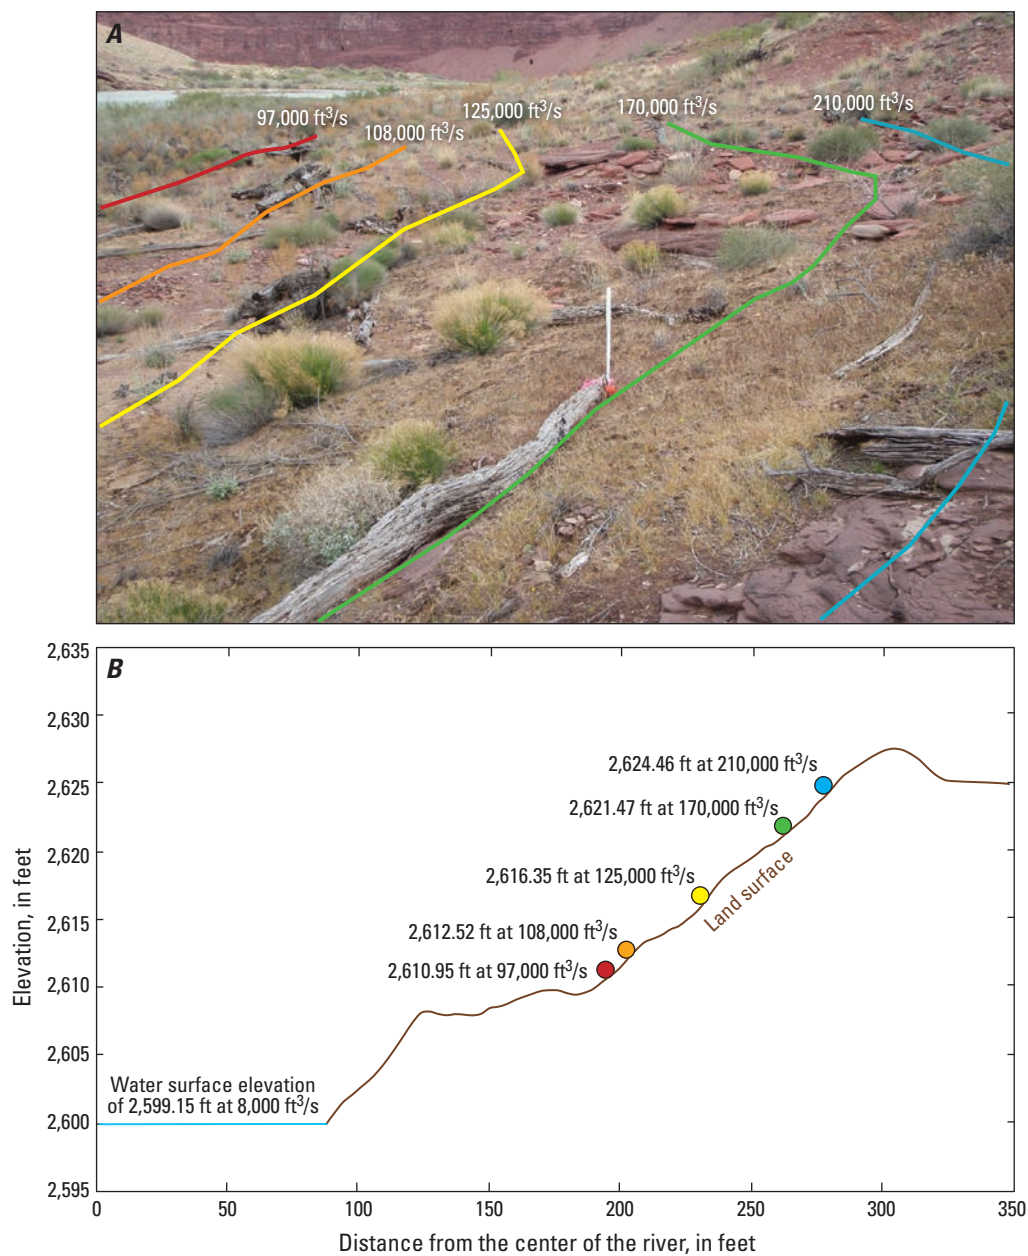 A
97,000 ft³/s
108,000 ft³/s
125,000 ft³/s
170,000 ft³/s
210,000 ft³/s
B
2,635
2,630
2,625
2,620
2,615
2,610
2,605
2,600
2,595
Elevation, in feet
2,624.46 ft at 210,000 ft³/s
2,621.47 ft at 170,000 ft³/s
2,616.35 ft at 125,000 ft³/s
2,612.52 ft at 108,000 ft³/s
2,610.95 ft at 97,000 ft³/s
Land surface
Water surface elevation
of 2,599.15 ft at 8,000 ft³/s
0 50 100 150 200 250 300 350
Distance from the center of the river, in feet